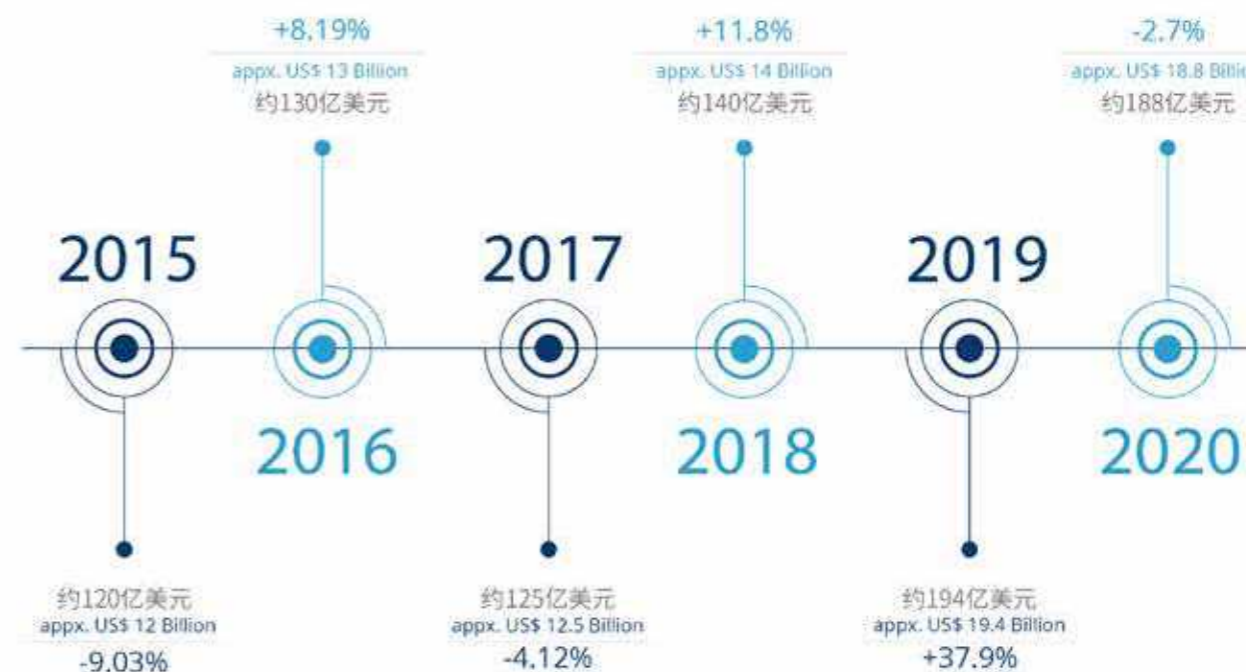 +8.19%
appx. US$ 13 Billion
约130亿美元
+11.8%
appx. US$ 14 Billion
约140亿美元
-2.7%
appx. US$ 18.8
约188亿美元
2015
2017
2019
2016
2018
2020
约120亿美元
appx. US$ 12 Billion
-9.03%
约125亿美元
appx. US$ 12.5 Billion
-4.12%
约194亿美元
appx. US$ 19.4 Billion
+37.9%